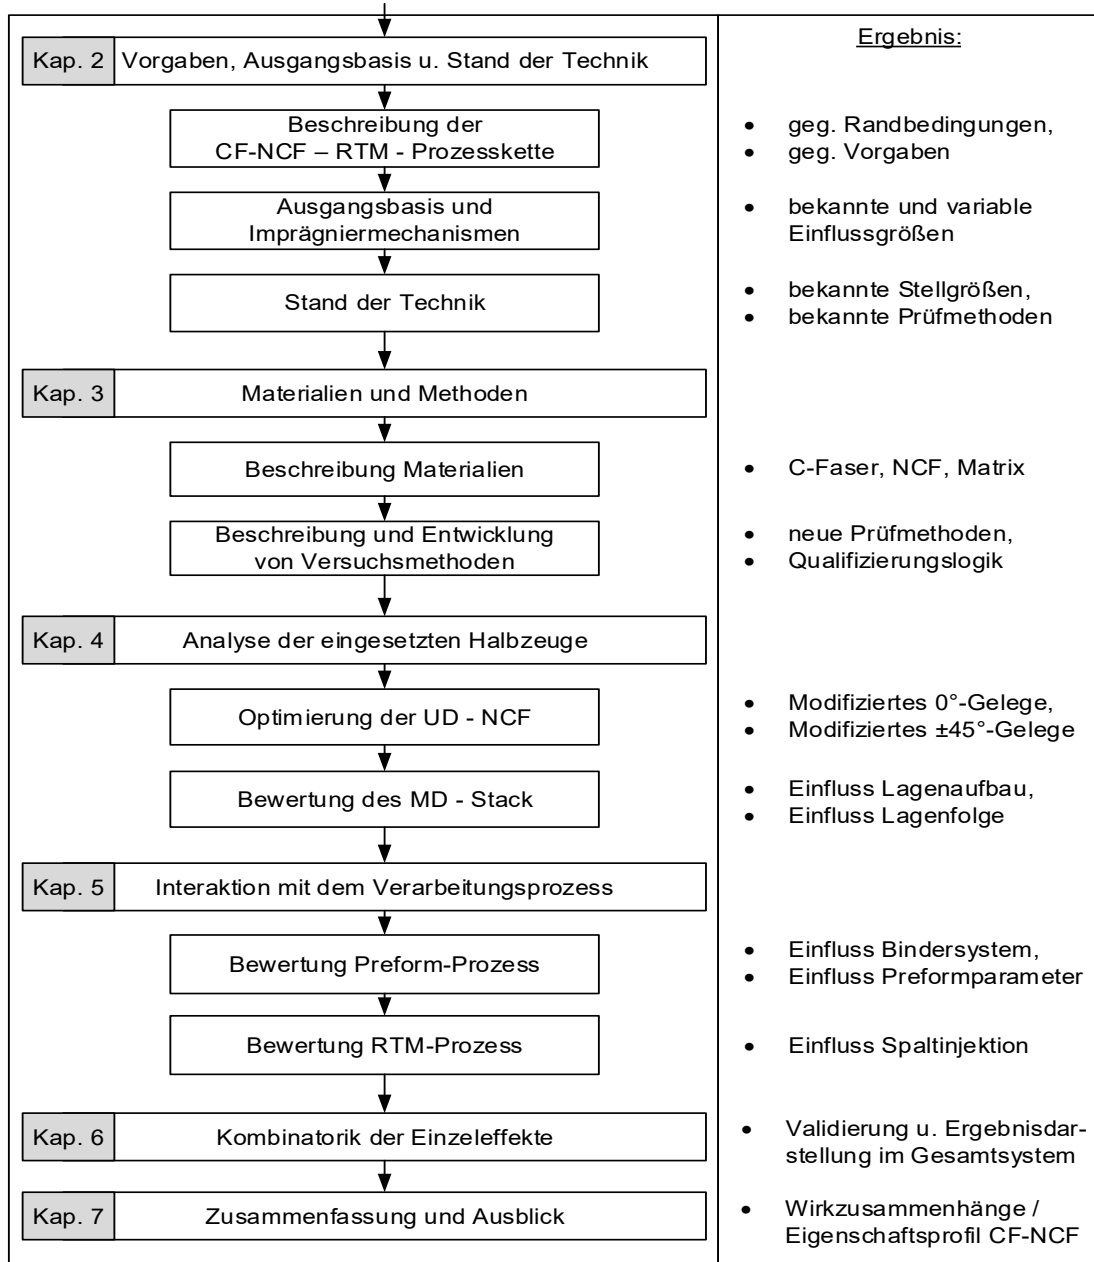 Ergebnis:
Kap. 2 Vorgaben, Ausgangsbasis u. Stand der Technik
Beschreibung der
CF-NCF – RTM - Prozesskette
• geg. Randbedingungen,
• geg. Vorgaben
Ausgangsbasis und
Imprägniermechanismen
• bekannte und variable
Einflussgrößen
Stand der Technik
• bekannte Stellgrößen,
• bekannte Prüfmethoden
Kap. 3 Materialien und Methoden
Beschreibung Materialien
• C-Faser, NCF, Matrix
Beschreibung und Entwicklung
von Versuchsmethoden
• neue Prüfmethoden,
• Qualifizierungslogik
Kap. 4 Analyse der eingesetzten Halbzeuge
Optimierung der UD - NCF
• Modifiziertes 0°-Gelege,
• Modifiziertes ±45°-Gelege
Bewertung des MD - Stack
• Einfluss Lagenaufbau,
• Einfluss Lagenfolge
Kap. 5 Interaktion mit dem Verarbeitungsprozess
Bewertung Preform-Prozess
• Einfluss Bindersystem,
• Einfluss Preformparameter
Bewertung RTM-Prozess
• Einfluss Spaltinjektion
Kap. 6 Kombinatorik der Einzeleffekte
• Validierung u. Ergebnisdar-
stellung im Gesamtsystem
Kap. 7 Zusammenfassung und Ausblick
• Wirkzusammenhänge /
Eigenschaftsprofil CF-NCF